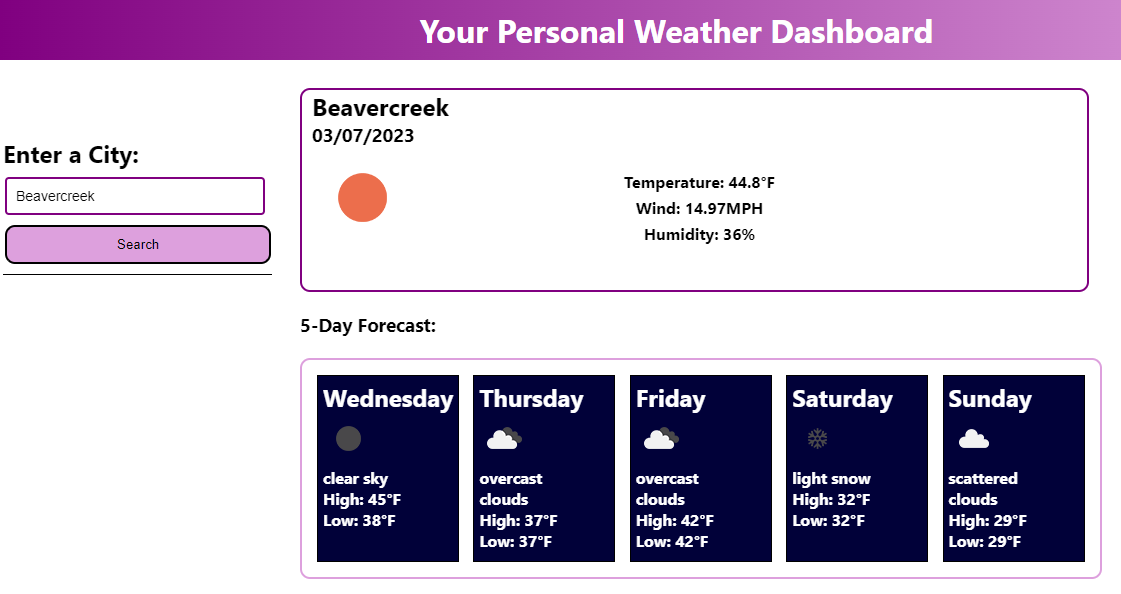 Your Personal Weather Dashboard
Enter a City:
Beavercreek
Search
Beavercreek
03/07/2023
Temperature: 44.8°F
Wind: 14.97MPH
Humidity: 36%
5-Day Forecast:
Wednesday
clear sky
High: 45°F
Low: 38°F
Thursday
overcast
clouds
High: 37°F
Low: 37°F
Friday
overcast
clouds
High: 42°F
Low: 42°F
Saturday
light snow
High: 32°F
Low: 32°F
Sunday
scattered
clouds
High: 29°F
Low: 29°F